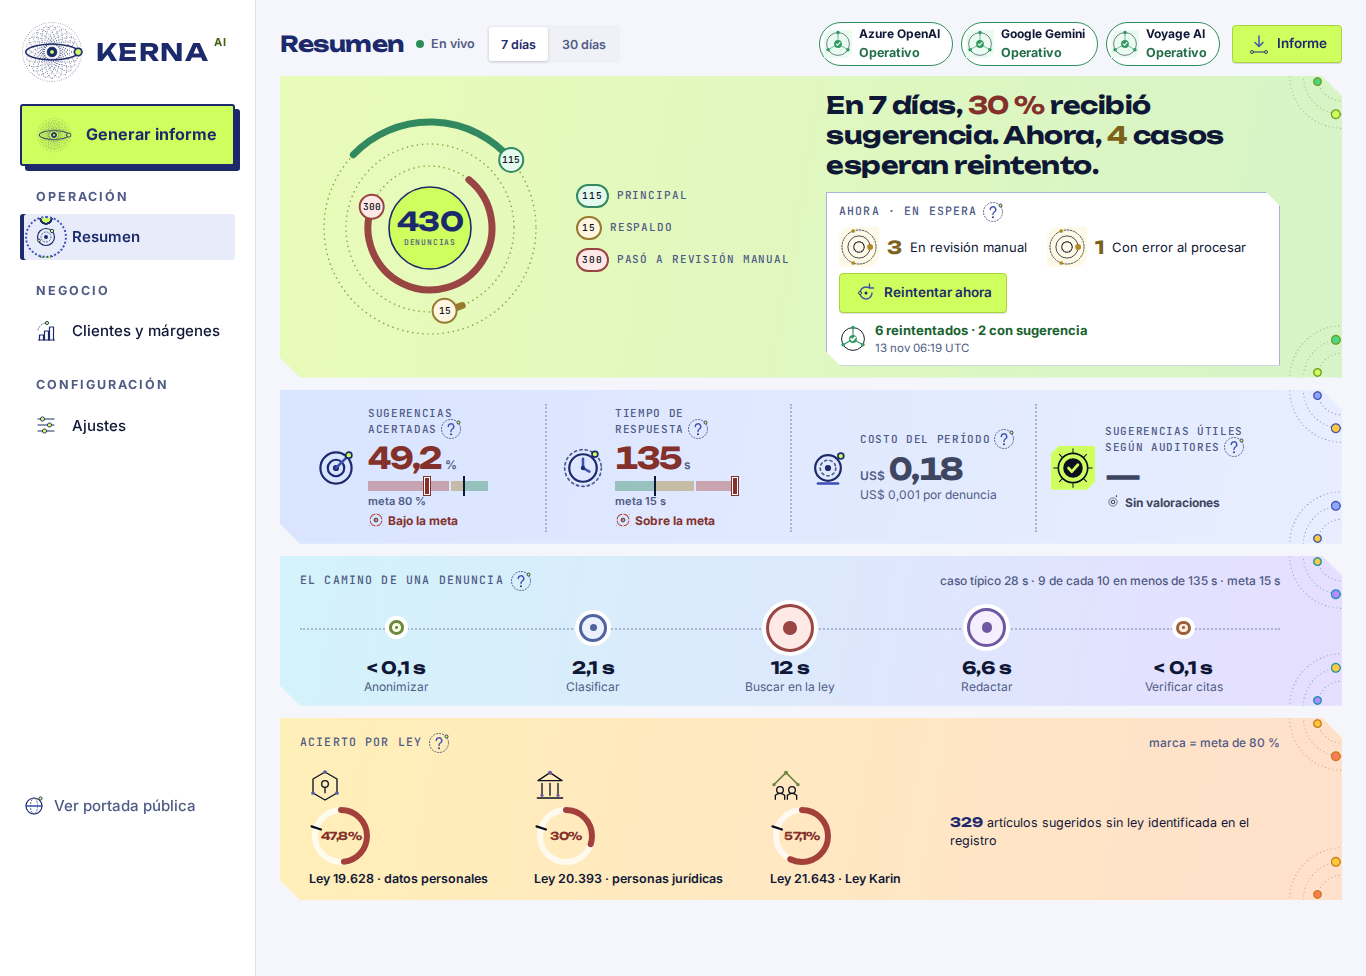 KERNA AI
Generar informe
OPERACIÓN
Resumen
NEGOCIO
Clientes y márgenes
CONFIGURACIÓN
Ajustes
Ver portada pública
Resumen
En vivo
7 días
30 días
Azure OpenAI
Operativo
Google Gemini
Operativo
Voyage AI
Operativo
Informe
115
300
430
DENUNCIAS
15
115 PRINCIPAL
15 RESPALDO
300 PASÓ A REVISIÓN MANUAL
En 7 días, 30 % recibió
sugerencia. Ahora, 4 casos
esperan reintento.
AHORA · EN ESPERA ?
3 En revisión manual
1 Con error al procesar
Reintentar ahora
6 reintentados · 2 con sugerencia
13 nov 06:19 UTC
SUGERENCIAS
ACERTADAS ?
49,2 %
meta 80 %
Bajo la meta
TIEMPO DE
RESPUESTA ?
135 s
meta 15 s
Sobre la meta
COSTO DEL PERÍODO ?
US$ 0,18
US$ 0,001 por denuncia
SUGERENCIAS ÚTILES
SEGÚN AUDITORES ?
—
Sin valoraciones
EL CAMINO DE UNA DENUNCIA ?
caso típico 28 s · 9 de cada 10 en menos de 135 s · meta 15 s
< 0,1 s
Anonimizar
2,1 s
Clasificar
12 s
Buscar en la ley
6,6 s
Redactar
< 0,1 s
Verificar citas
ACIERTO POR LEY ?
marca = meta de 80 %
47,8%
Ley 19.628 · datos personales
30%
Ley 20.393 · personas jurídicas
57,1%
Ley 21.643 · Ley Karin
329 artículos sugeridos sin ley identificada en el
registro